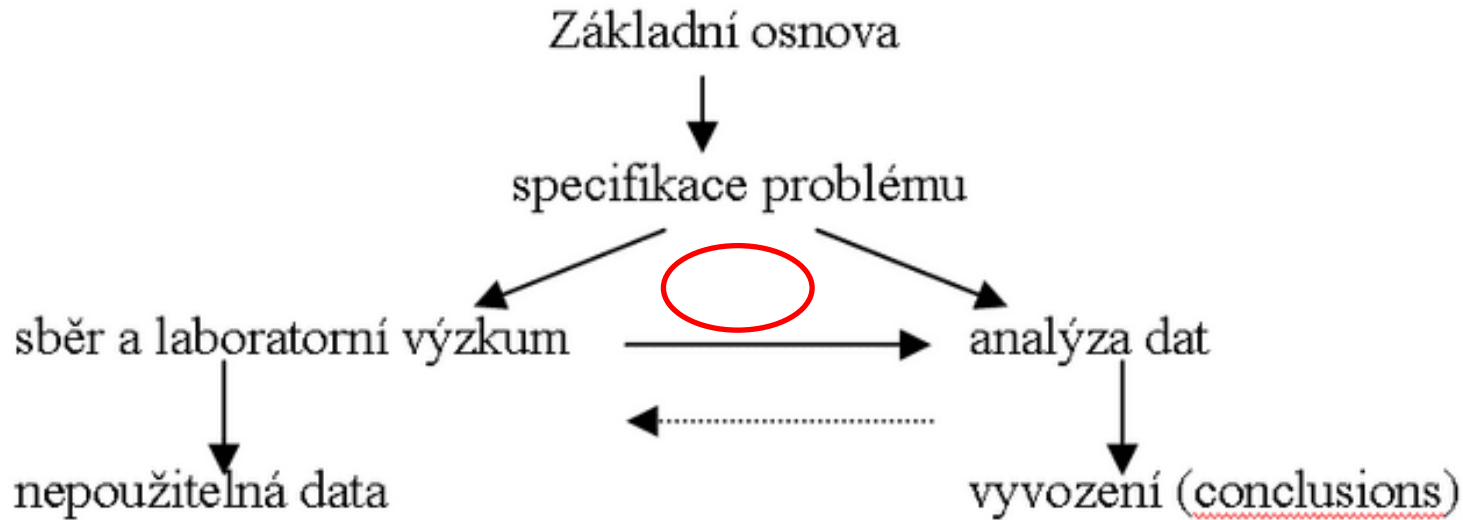 Základní osnova
specifikace problému
sběr a laboratorní výzkum
analýza dat
nepoužitelná data
vyvození (conclusions)